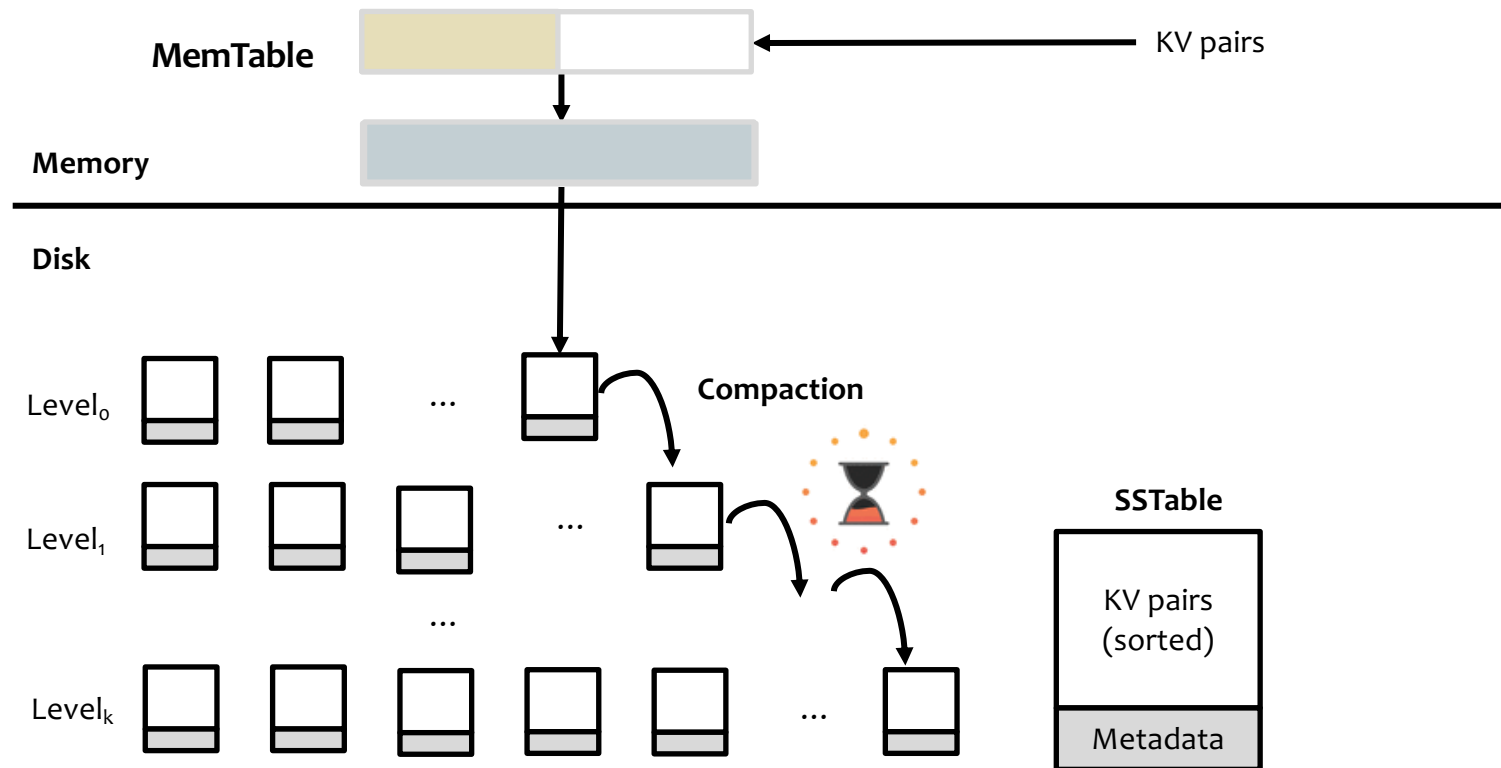 MemTable
KV pairs
Memory
Disk
Level₀
...
Compaction
Level₁
...
SSTable
KV pairs
(sorted)
...
Levelₖ
...
Metadata